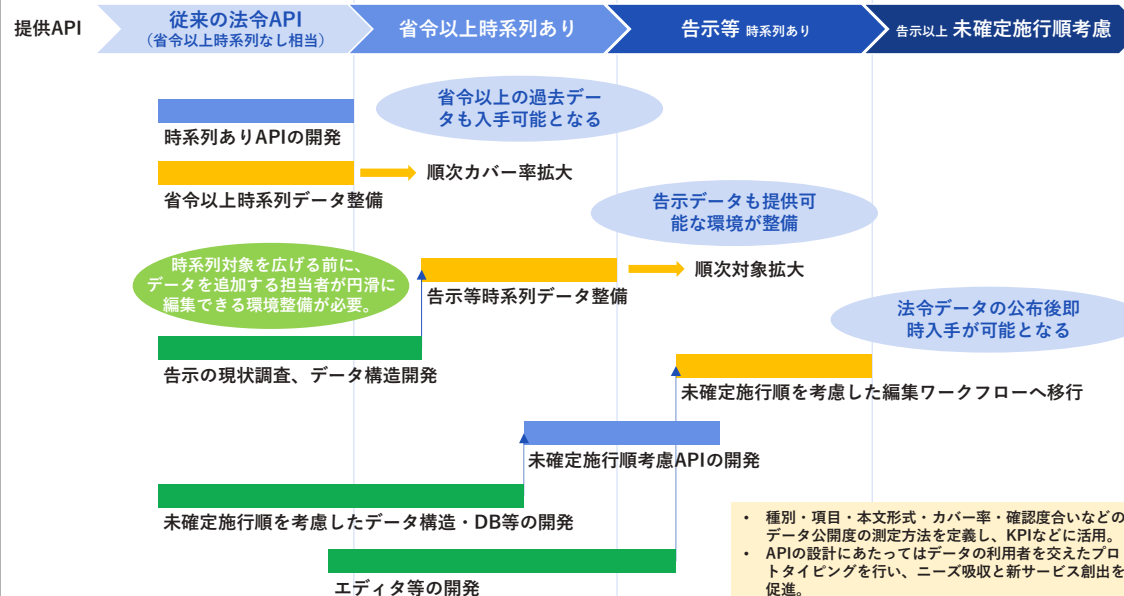 提供API
従来の法令API
（省令以上時系列なし相当）
省令以上時系列あり
告示等 時系列あり
告示以上 未確定施行順考慮
省令以上の過去デー
タも入手可能となる
時系列ありAPIの開発
順次カバー率拡大
省令以上時系列データ整備
告示データも提供可
能な環境が整備
時系列対象を広げる前に、
データを追加する担当者が円滑に
編集できる環境整備が必要。
順次対象拡大
告示等時系列データ整備
法令データの公布後即
時入手が可能となる
告示の現状調査、データ構造開発
未確定施行順を考慮した編集ワークフローへ移行
未確定施行順考慮APIの開発
未確定施行順を考慮したデータ構造・DB等の開発
エディタ等の開発
• 種別・項目・本文形式・カバー率・確認度合いなどの
データ公開度の測定方法を定義し、KPIなどに活用。
• APIの設計にあたってはデータの利用者を交えたプロ
トタイピングを行い、ニーズ吸収と新サービス創出を
促進。